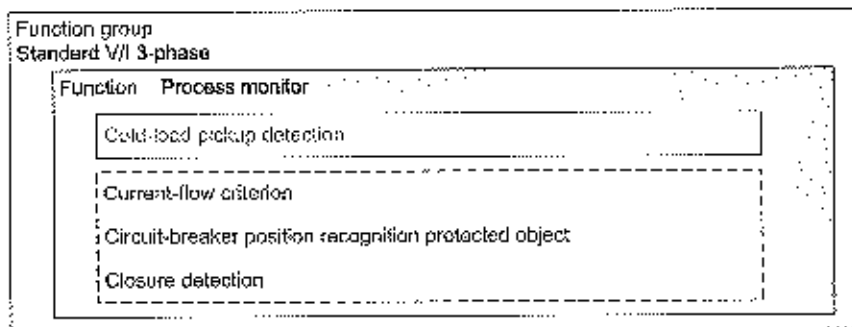 Function group
Standard V/I 3-phase
Function Process monitor
Cold-load pickup detection
Current-flow criterion
Circuit-breaker position recognition protected object
Closure detection